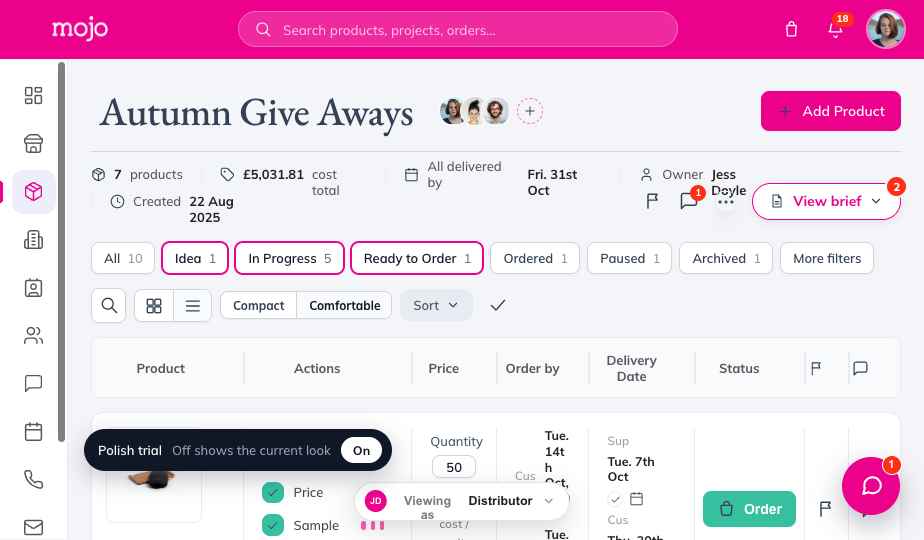 mojo
Search products, projects, orders...
18
Autumn Give Aways
Add Product
7 products
£5,031.81 cost total
All delivered by
Fri. 31st Oct
Owner Jess Doyle
Created 22 Aug 2025
1
View brief
2
All 10
Idea 1
In Progress 5
Ready to Order 1
Ordered 1
Paused 1
Archived 1
More filters
Compact
Comfortable
Sort
Product
Actions
Price
Order by
Delivery Date
Status
Polish trial Off shows the current look On
Price
Sample
Quantity
50
cost /
Cus
Tue.
14t
h
Oct,
Tue.
Sup
Tue. 7th
Oct
Cus
Order
JD
Viewing as
Distributor
1